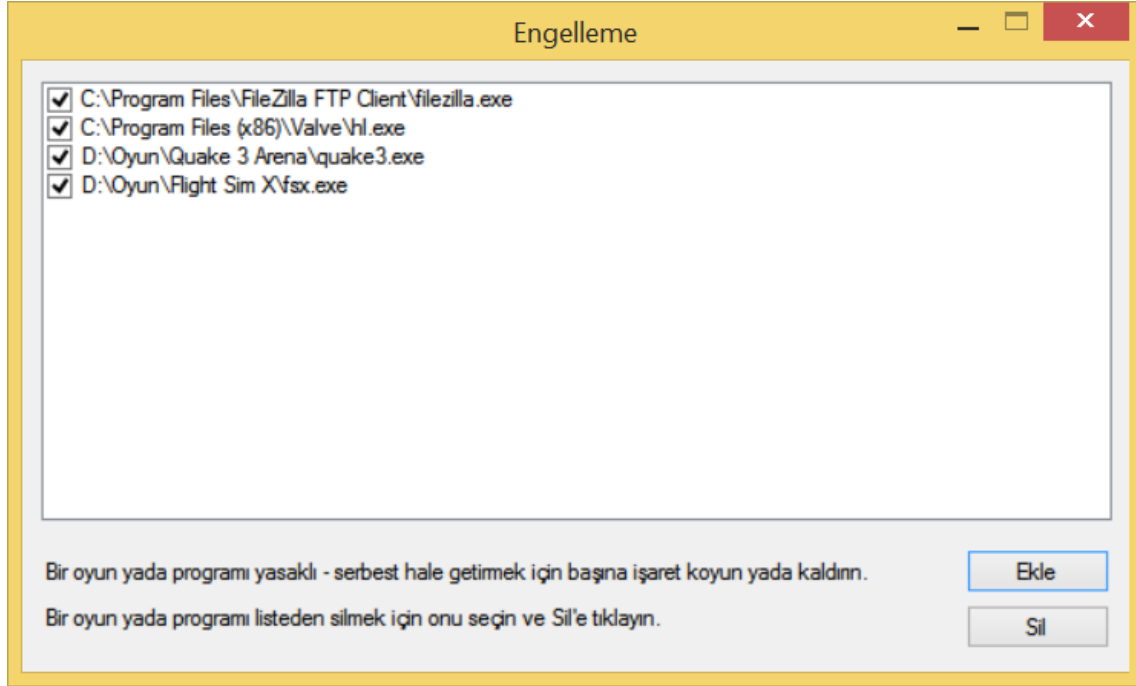 Engelleme
C:\Program Files\FileZilla FTP Client\filezilla.exe
C:\Program Files (x86)\Valve\hl.exe
D:\Oyun\Quake 3 Arena\quake3.exe
D:\Oyun\Flight Sim X\fsx.exe
Bir oyun yada programı yasaklı - serbest hale getirmek için başına işaret koyun yada kaldırın.
Ekle
Bir oyun yada programı listeden silmek için onu seçin ve Sil'e tıklayın.
Sil